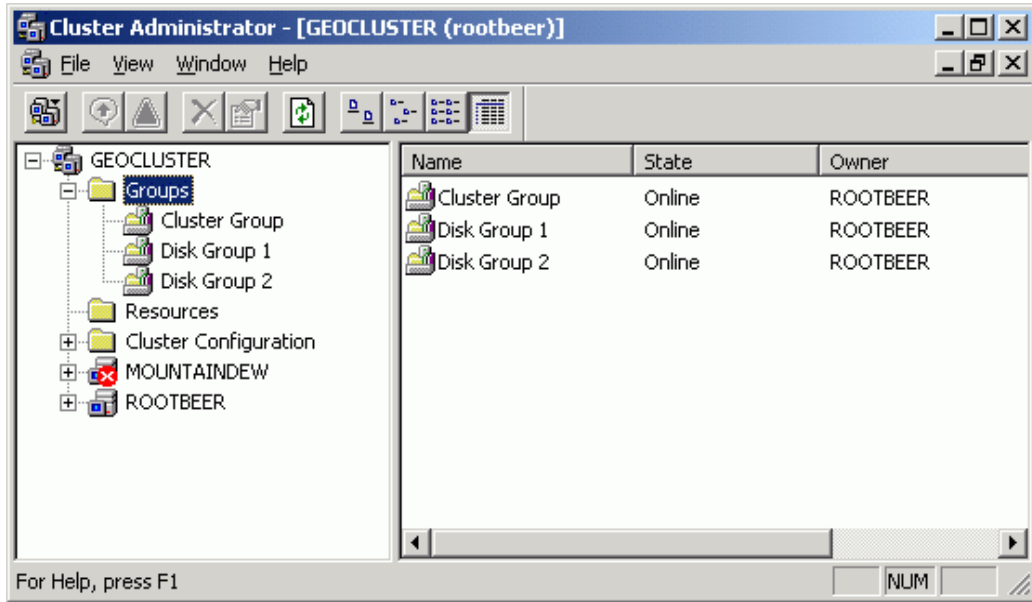 Cluster Administrator - [GEOCLUSTER (rootbeer)]
File View Window Help
GEOCLUSTER
Groups
Cluster Group
Disk Group 1
Disk Group 2
Resources
Cluster Configuration
MOUNTAINDEW
ROOTBEER
Name State Owner
Cluster Group Online ROOTBEER
Disk Group 1 Online ROOTBEER
Disk Group 2 Online ROOTBEER
For Help, press F1
NUM